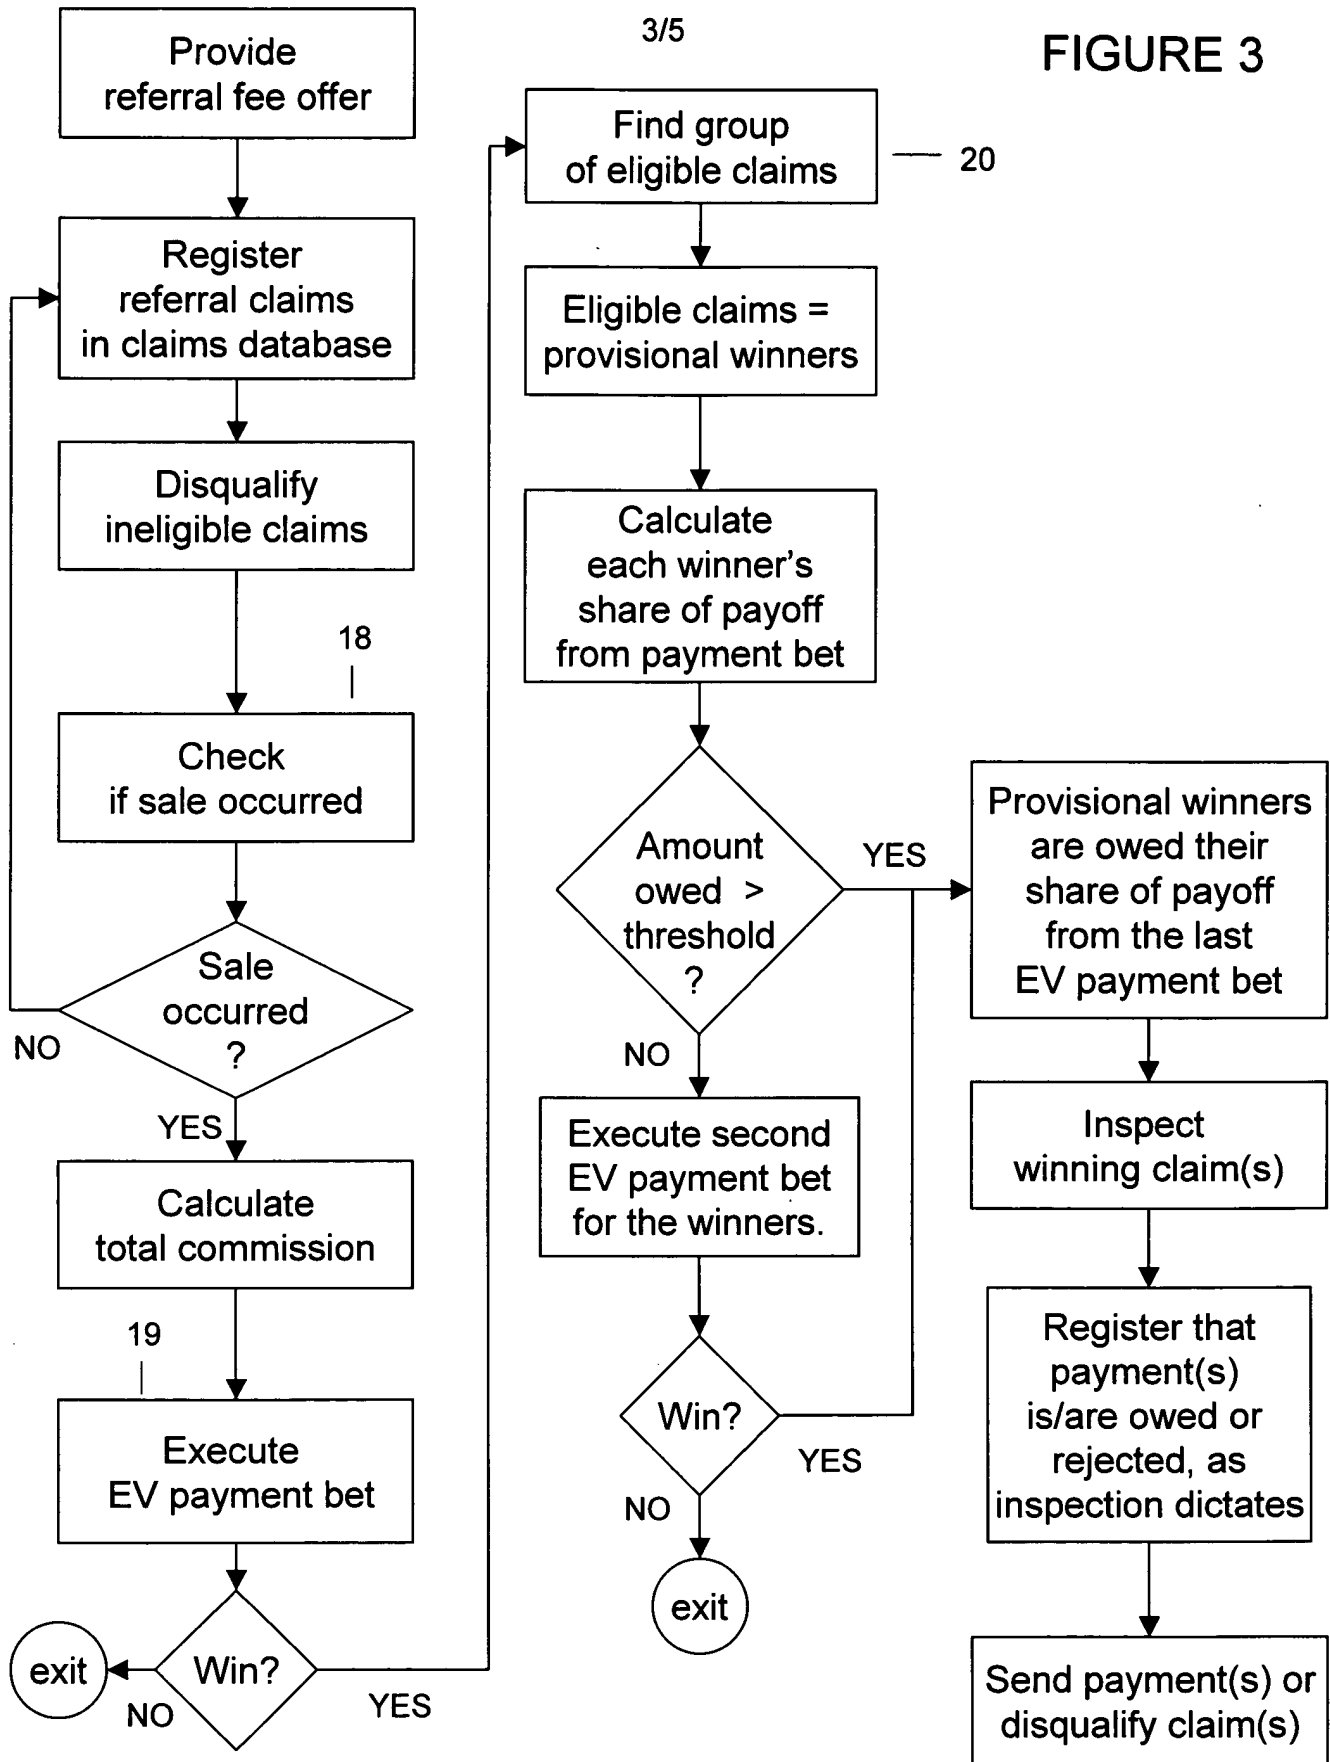 3/5
FIGURE 3
Provide
referral fee offer
Register
referral claims
in claims database
Disqualify
ineligible claims
18
Check
if sale occurred
Sale
occurred
?
NO
YES
Calculate
total commission
19
Execute
EV payment bet
Win?
exit
NO
YES
Find group
of eligible claims
20
Eligible claims =
provisional winners
Calculate
each winner's
share of payoff
from payment bet
Amount
owed >
threshold
?
YES
NO
Execute second
EV payment bet
for the winners.
Win?
YES
NO
exit
Provisional winners
are owed their
share of payoff
from the last
EV payment bet
Inspect
winning claim(s)
Register that
payment(s)
is/are owed or
rejected, as
inspection dictates
Send payment(s) or
disqualify claim(s)